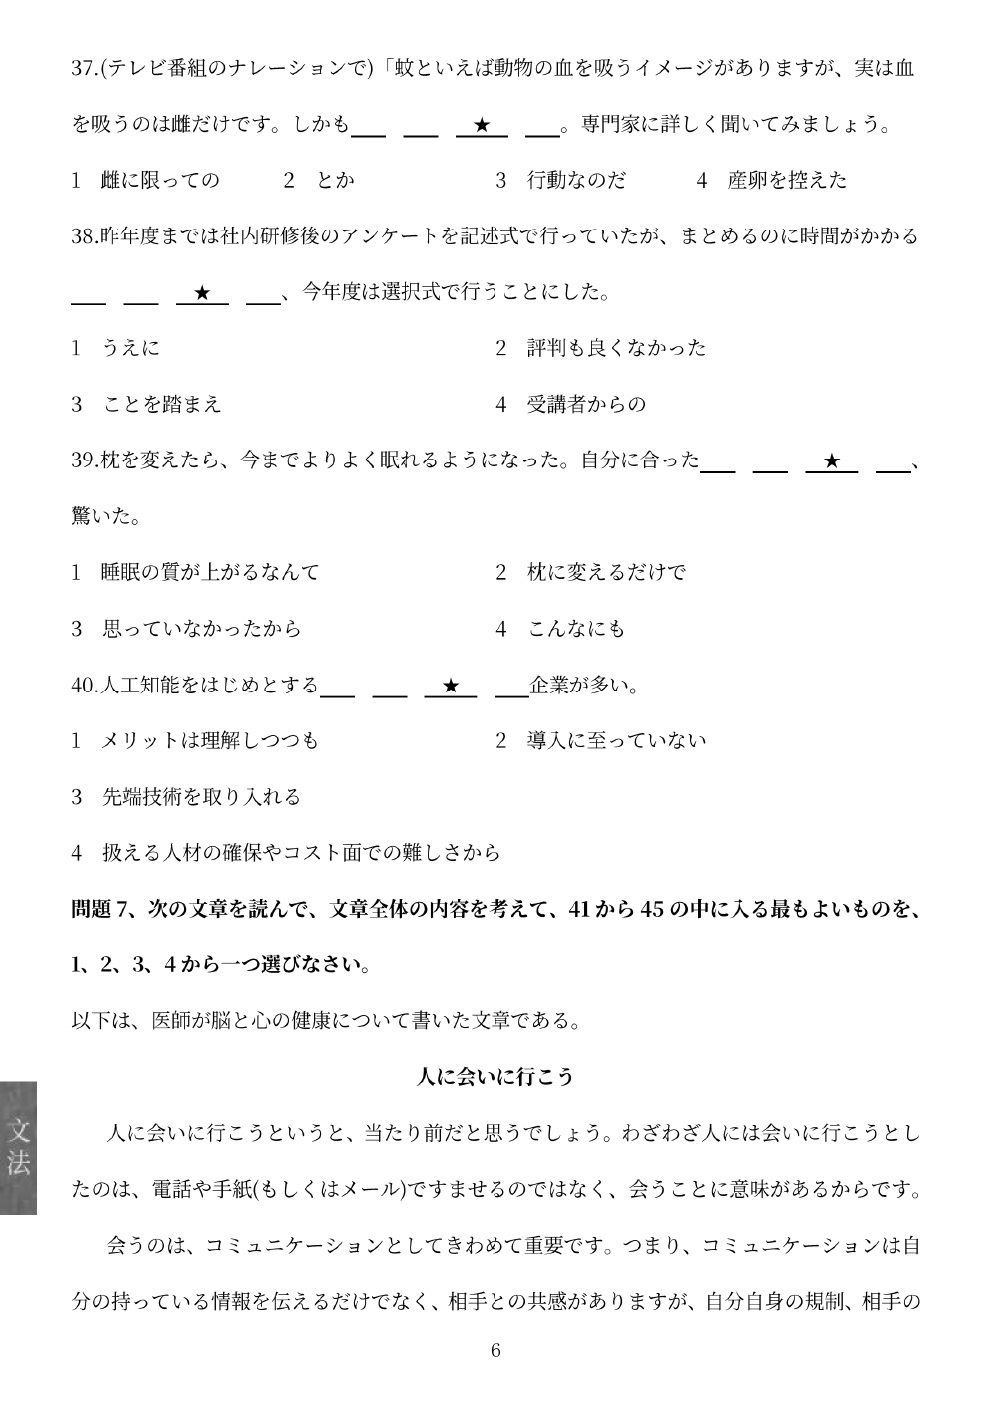 37.(テレビ番組のナレーションで)「蚊といえば動物の血を吸うイメージがありますが、実は血
を吸うのは雌だけです。しかも＿＿ ＿＿ ＿★＿ ＿＿。専門家に詳しく聞いてみましょう。
1 雌に限っての 2 とか 3 行動なのだ 4 産卵を控えた
38.昨年度までは社内研修後のアンケートを記述式で行っていたが、まとめるのに時間がかかる
＿＿ ＿＿ ＿★＿ ＿＿、今年度は選択式で行うことにした。
1 うえに 2 評判も良くなかった
3 ことを踏まえ 4 受講者からの
39.枕を変えたら、今までよりよく眠れるようになった。自分に合った＿＿ ＿＿ ＿★＿ ＿＿、
驚いた。
1 睡眠の質が上がるなんて 2 枕に変えるだけで
3 思っていなかったから 4 こんなにも
40.人工知能をはじめとする＿＿ ＿＿ ＿★＿ ＿＿企業が多い。
1 メリットは理解しつつも 2 導入に至っていない
3 先端技術を取り入れる
4 扱える人材の確保やコスト面での難しさから
問題 7、次の文章を読んで、文章全体の内容を考えて、41 から 45 の中に入る最もよいものを、
1、2、3、4 から一つ選びなさい。
以下は、医師が脳と心の健康について書いた文章である。
人に会いに行こう
人に会いに行こうというと、当たり前だと思うでしょう。わざわざ人には会いに行こうとし
たのは、電話や手紙(もしくはメール)ですませるのではなく、会うことに意味があるからです。
会うのは、コミュニケーションとしてきわめて重要です。つまり、コミュニケーションは自
分の持っている情報を伝えるだけでなく、相手との共感がありますが、自分自身の規制、相手の
文法
6